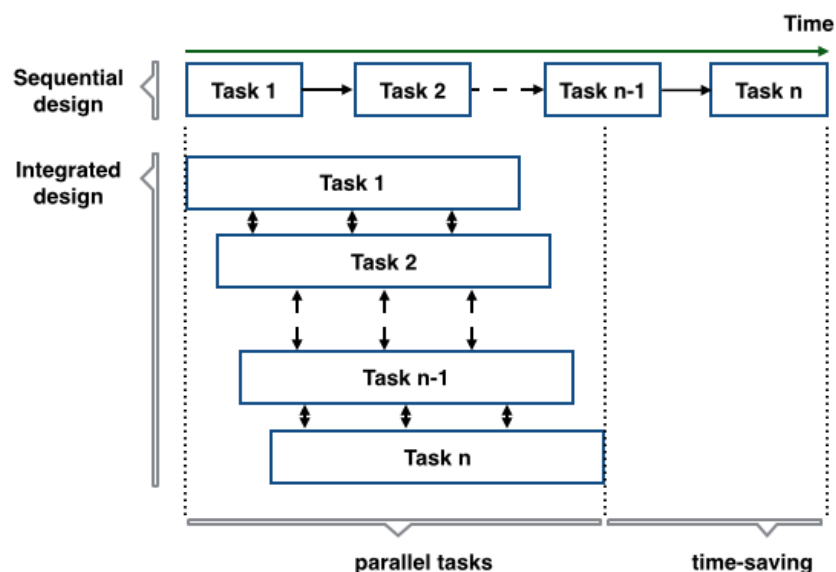 Time
Sequential
design
Task 1
Task 2
Task n-1
Task n
Integrated
design
Task 1
Task 2
Task n-1
Task n
parallel tasks
time-saving